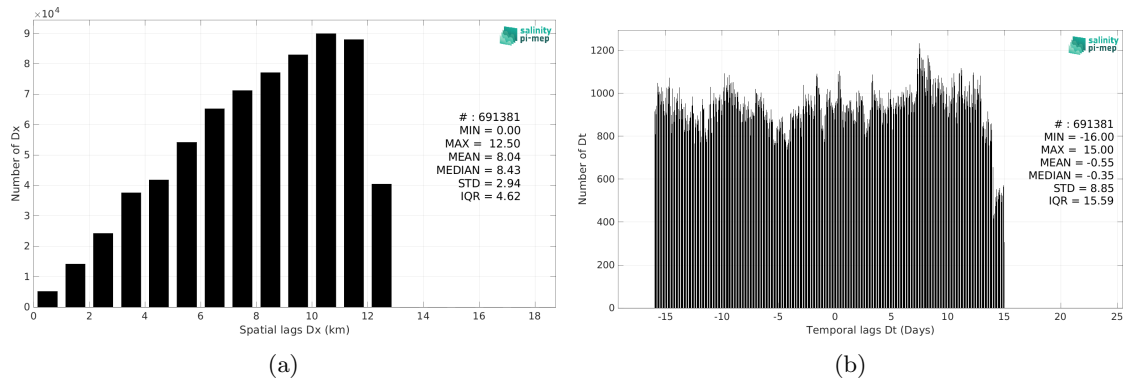 ×10⁴
9
8
7
6
5
4
3
2
1
0
Number of Dx
0 2 4 6 8 10 12 14 16 18
Spatial lags Dx (km)
salinity
pi-mep
# : 691381
MIN = 0.00
MAX = 12.50
MEAN = 8.04
MEDIAN = 8.43
STD = 2.94
IQR = 4.62
(a)
1200
1000
800
600
400
200
0
Number of Dt
-15 -10 -5 0 5 10 15 20 25
Temporal lags Dt (Days)
salinity
pi-mep
# : 691381
MIN = -16.00
MAX = 15.00
MEAN = -0.55
MEDIAN = -0.35
STD = 8.85
IQR = 15.59
(b)